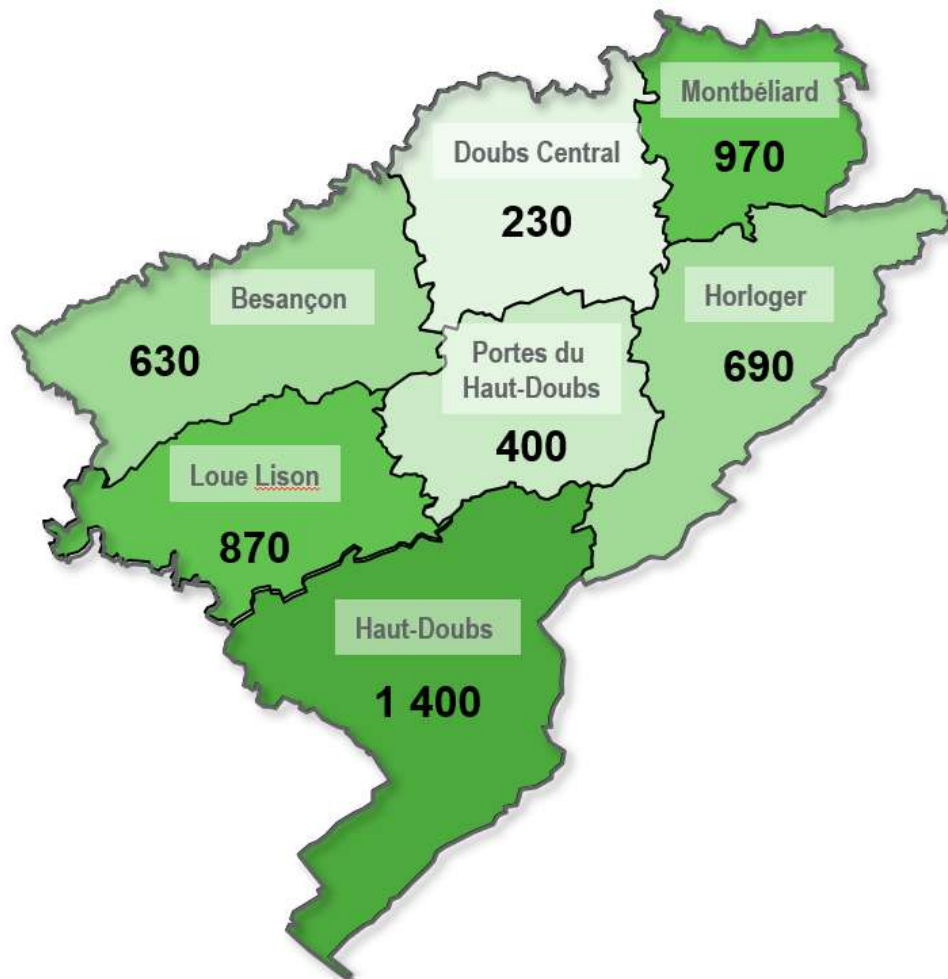 Montbéliard
970
Doubs Central
230
Horloger
690
Besançon
630
Portes du
Haut-Doubs
400
Loue Lison
870
Haut-Doubs
1 400